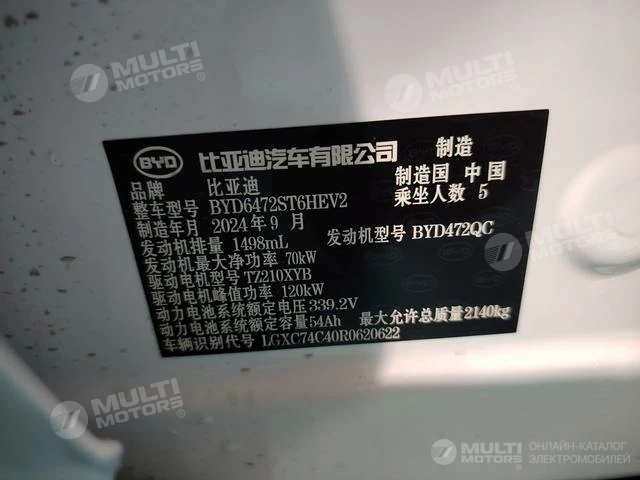 MULTI MOTORS®
MULTI MOTORS®
BYD 比亚迪汽车有限公司 制造
制造国 中国
品牌 比亚迪
乘坐人数 5
整车型号 BYD6472ST6HEV2
制造年月 2024年9月
发动机排量 1498mL
发动机型号 BYD472QC
发动机最大净功率 70kW
驱动电机型号 TZ210XYB
驱动电机峰值功率 120kW
动力电池系统额定电压 339.2V
动力电池系统额定容量 54Ah
最大允许总质量 2140kg
车辆识别代号 LGXC74C40R0620622
MULTI MOTORS®
MULTI MOTORS® ОНЛАЙН-КАТАЛОГ ЭЛЕКТРОМОБИЛЕЙ